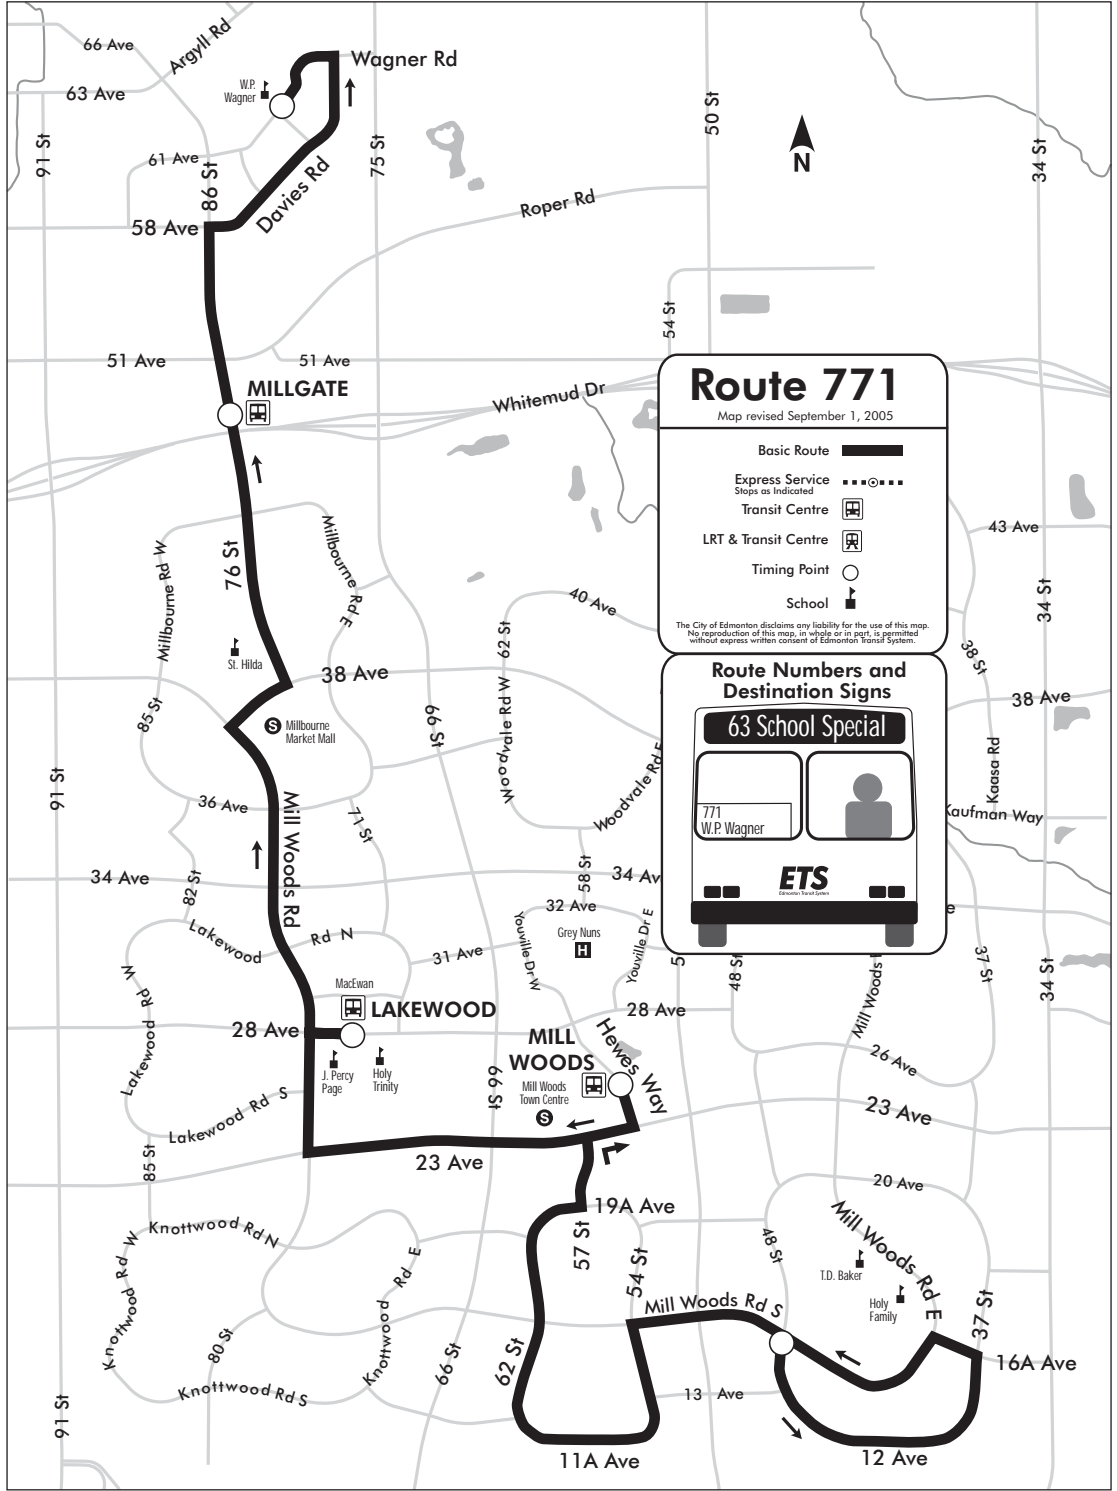 66 Ave
Argyll Rd
Wagner Rd
W.P.
Wagner
63 Ave
50 St
91 St
75 St
34 St
N
61 Ave
86 St
Davies Rd
Roper Rd
58 Ave
54 St
51 Ave
51 Ave
MILLGATE
Whitemud Dr
Route 771
Map revised September 1, 2005
Basic Route
Express Service
Stops as Indicated
Transit Centre
LRT & Transit Centre
Timing Point
School
The City of Edmonton disclaims any liability for the use of this map.
No reproduction of this map, in whole or in part, is permitted
without express written consent of Edmonton Transit System.
Route Numbers and
Destination Signs
63 School Special
771
W.P. Wagner
ETS
Edmonton Transit System
43 Ave
Millbourne Rd W
Millbourne Rd E
76 St
40 Ave
34 St
62 St
St. Hilda
38 Ave
38 St
38 Ave
85 St
S
Millbourne
Market Mall
66 St
Woodvale Rd W
Woodvale Rd E
Kaasa Rd
91 St
36 Ave
Mill Woods Rd
71 St
Kaufman Way
34 Ave
82 St
58 St
34 Av
32 Ave
e
Lakewood
Rd N
Youville Dr W
Grey Nuns
H
Youville Dr E
31 Ave
5
48 St
37 St
34 St
Lakewood Rd W
MacEwan
LAKEWOOD
28 Ave
28 Ave
Mill Woods
MILL
WOODS
Hewes Way
26 Ave
J. Percy
Page
Holy
Trinity
66 St
Mill Woods
Town Centre
S
Lakewood Rd S
23 Ave
85 St
23 Ave
20 Ave
19A Ave
Knottwood Rd N
Mill Woods Rd E
57 St
48 St
Knottwood Rd W
Knottwood Rd E
54 St
T.D. Baker
Holy
Family
Mill Woods Rd S
37 St
80 St
66 St
62 St
16A Ave
Knottwood Rd S
13 Ave
91 St
11A Ave
12 Ave